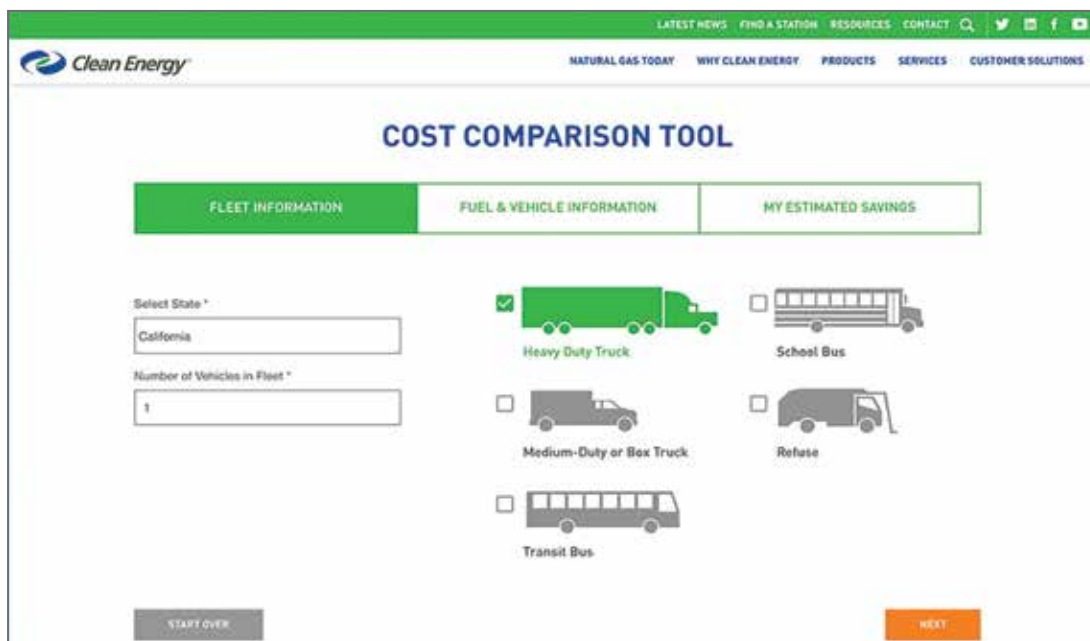 LATEST NEWS FIND A STATION RESOURCES CONTACT
Clean Energy
NATURAL GAS TODAY WHY CLEAN ENERGY PRODUCTS SERVICES CUSTOMER SOLUTIONS
COST COMPARISON TOOL
FLEET INFORMATION FUEL & VEHICLE INFORMATION MY ESTIMATED SAVINGS
Select State *
California
Number of Vehicles in Fleet *
1
Heavy Duty Truck
School Bus
Medium-Duty or Box Truck
Refuse
Transit Bus
START OVER
NEXT